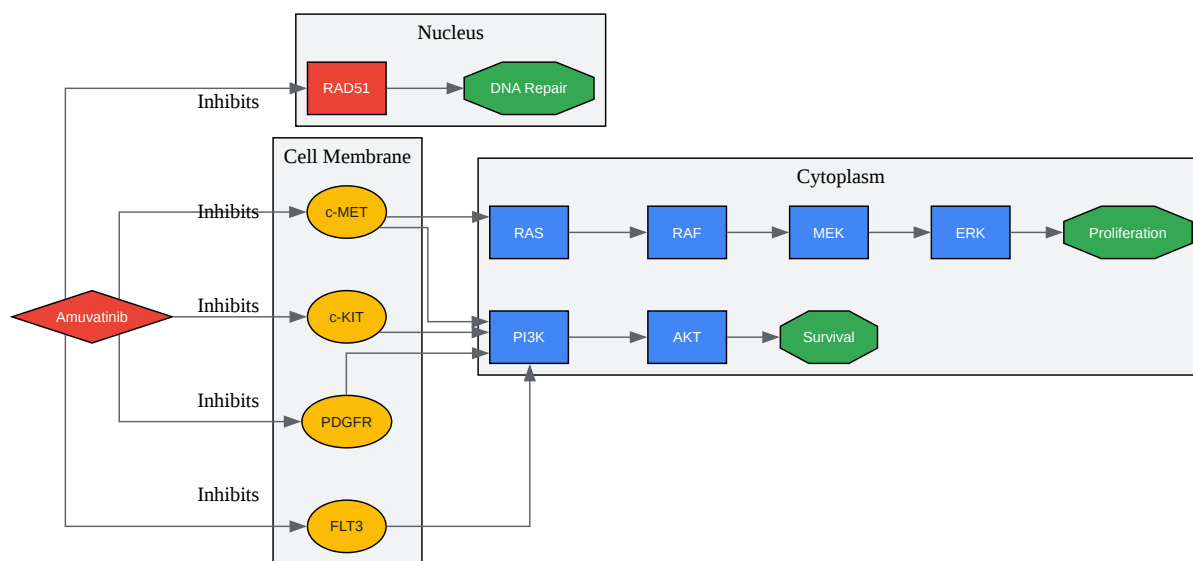 Nucleus
RAD51
DNA Repair
Inhibits
Cell Membrane
Cytoplasm
Inhibits
c-MET
RAS
RAF
MEK
ERK
Proliferation
Inhibits
Amuvatinib
c-KIT
PI3K
AKT
Survival
Inhibits
PDGFR
Inhibits
FLT3